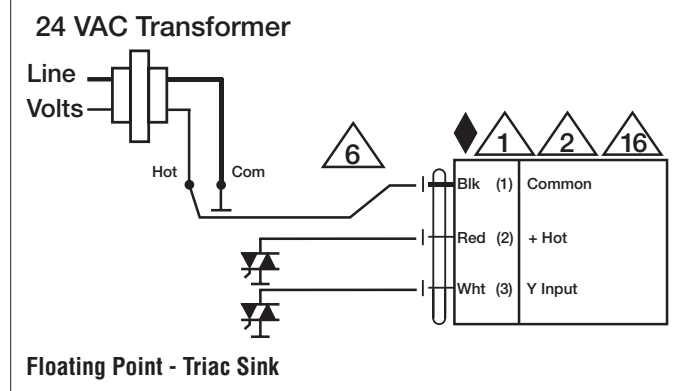 24 VAC Transformer
Line
Volts
Hot
Com
6
1
2
16
Blk (1) Common
Red (2) + Hot
Wht (3) Y Input
Floating Point - Triac Sink